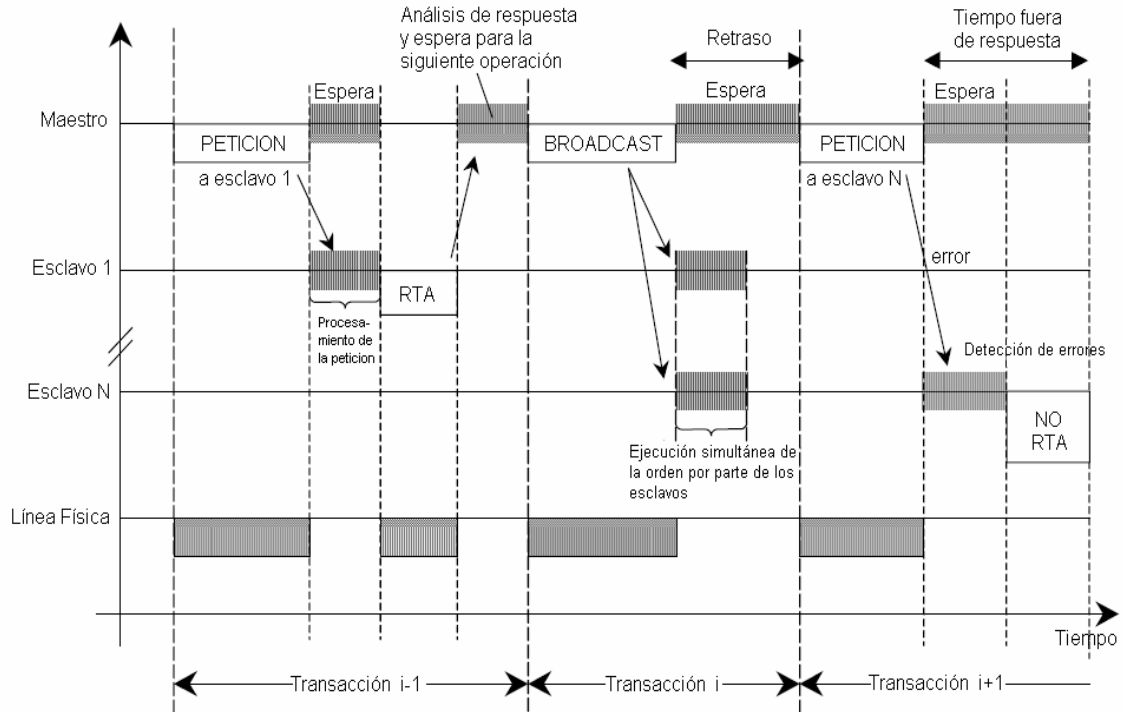 Análisis de respuesta
y espera para la
siguiente operación
Retraso
Tiempo fuera
de respuesta
Espera
Espera
Espera
Maestro
PETICION
BROADCAST
PETICION
a esclavo 1
a esclavo N
Esclavo 1
RTA
error
Procesa-
miento de
la peticion
Detección de errores
Esclavo N
NO
RTA
Ejecución simultánea de
la orden por parte de los
esclavos
Línea Física
Tiempo
Transacción i-1
Transacción i
Transacción i+1